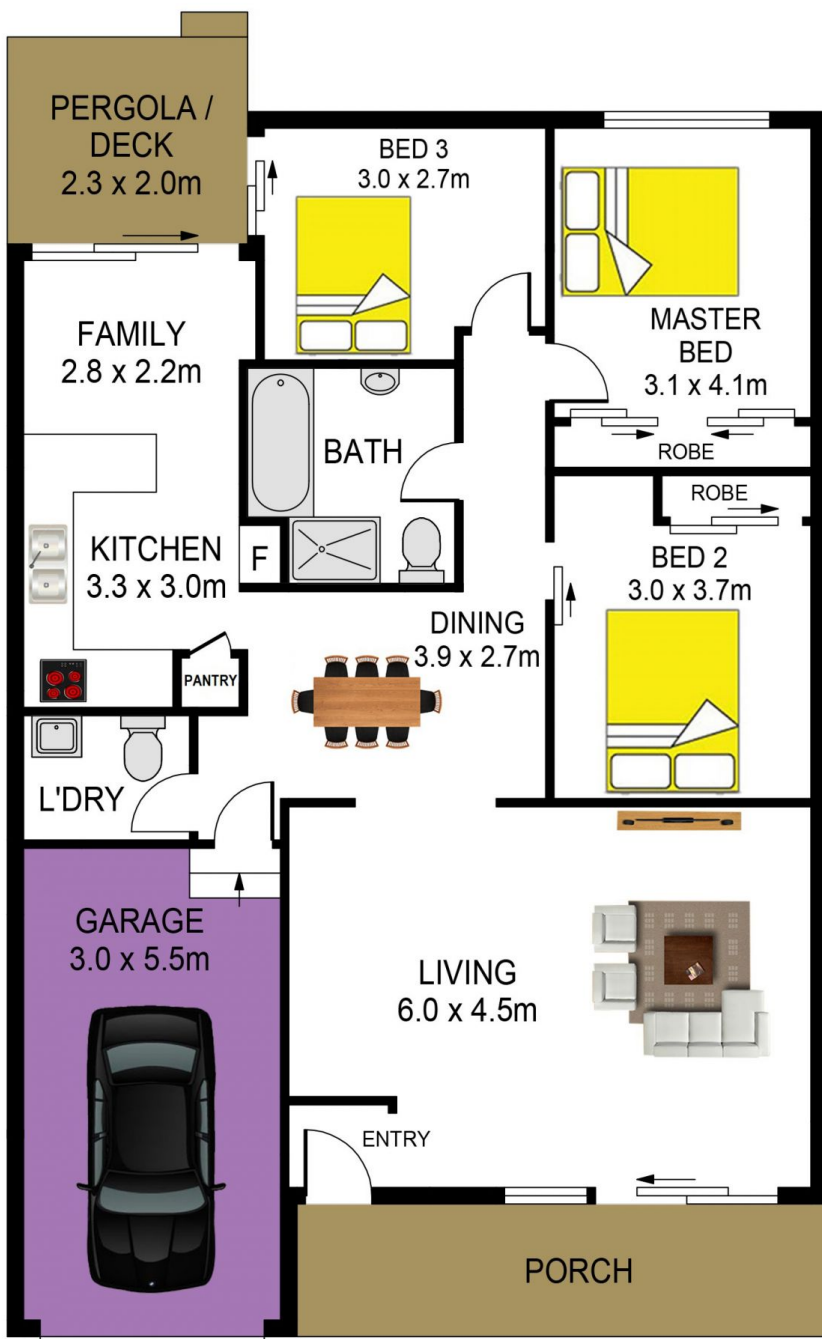 PERGOLA /
DECK
2.3 x 2.0m
BED 3
3.0 x 2.7m
FAMILY
2.8 x 2.2m
MASTER
BED
3.1 x 4.1m
ROBE
BATH
ROBE
KITCHEN
3.3 x 3.0m
F
BED 2
3.0 x 3.7m
DINING
3.9 x 2.7m
PANTRY
L'DRY
GARAGE
3.0 x 5.5m
LIVING
6.0 x 4.5m
ENTRY
PORCH